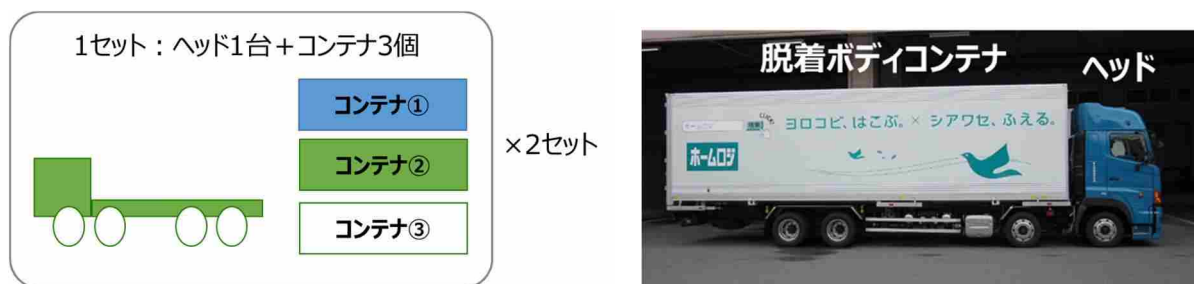 1セット：ヘッド1台＋コンテナ3個
コンテナ①
コンテナ②
コンテナ③
×2セット
脱着ボディコンテナ
ヘッド
ヨロコビ、はこぶ。× シアワセ、ふえる。
ホームロジ